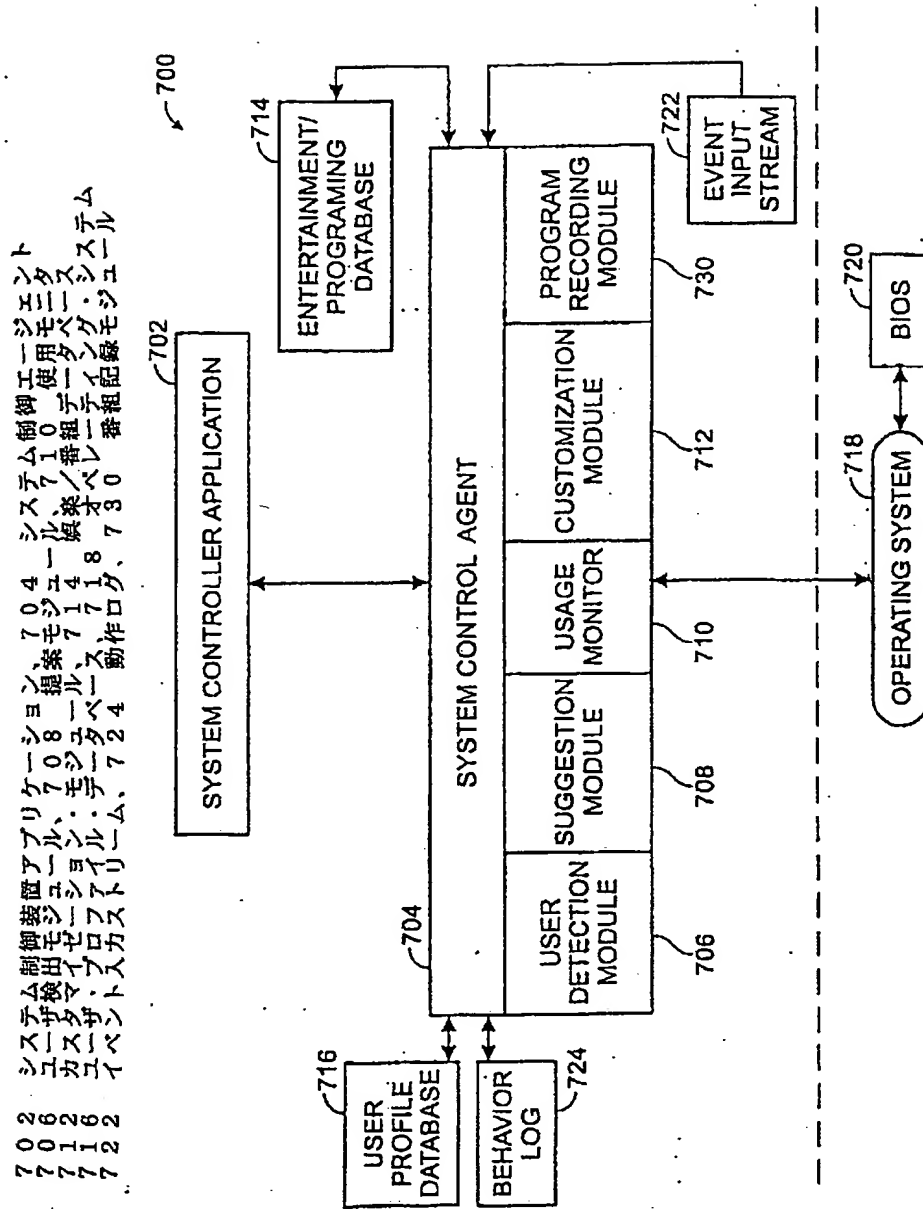 702 システム制御装置アプリケーション、704 システム制御エージェント
706 ユーザ検出モジュール、708 提案モジュール、710 使用モニタ
712 カスタマイゼーション・モジュール、714 娯楽/番組データベース
716 ユーザ・プロファイル・データベース、718 オペレーティング・システム
722 イベント入力ストリーム、724 動作ログ、730 番組記録モジュール
700
702
SYSTEM CONTROLLER APPLICATION
714
ENTERTAINMENT/
PROGRAMING
DATABASE
716
USER
PROFILE
DATABASE
BEHAVIOR
LOG
724
704
SYSTEM CONTROL AGENT
USER
DETECTION
MODULE
SUGGESTION
MODULE
USAGE
MONITOR
CUSTOMIZATION
MODULE
PROGRAM
RECORDING
MODULE
706
708
710
712
730
722
EVENT
INPUT
STREAM
718
OPERATING SYSTEM
720
BIOS